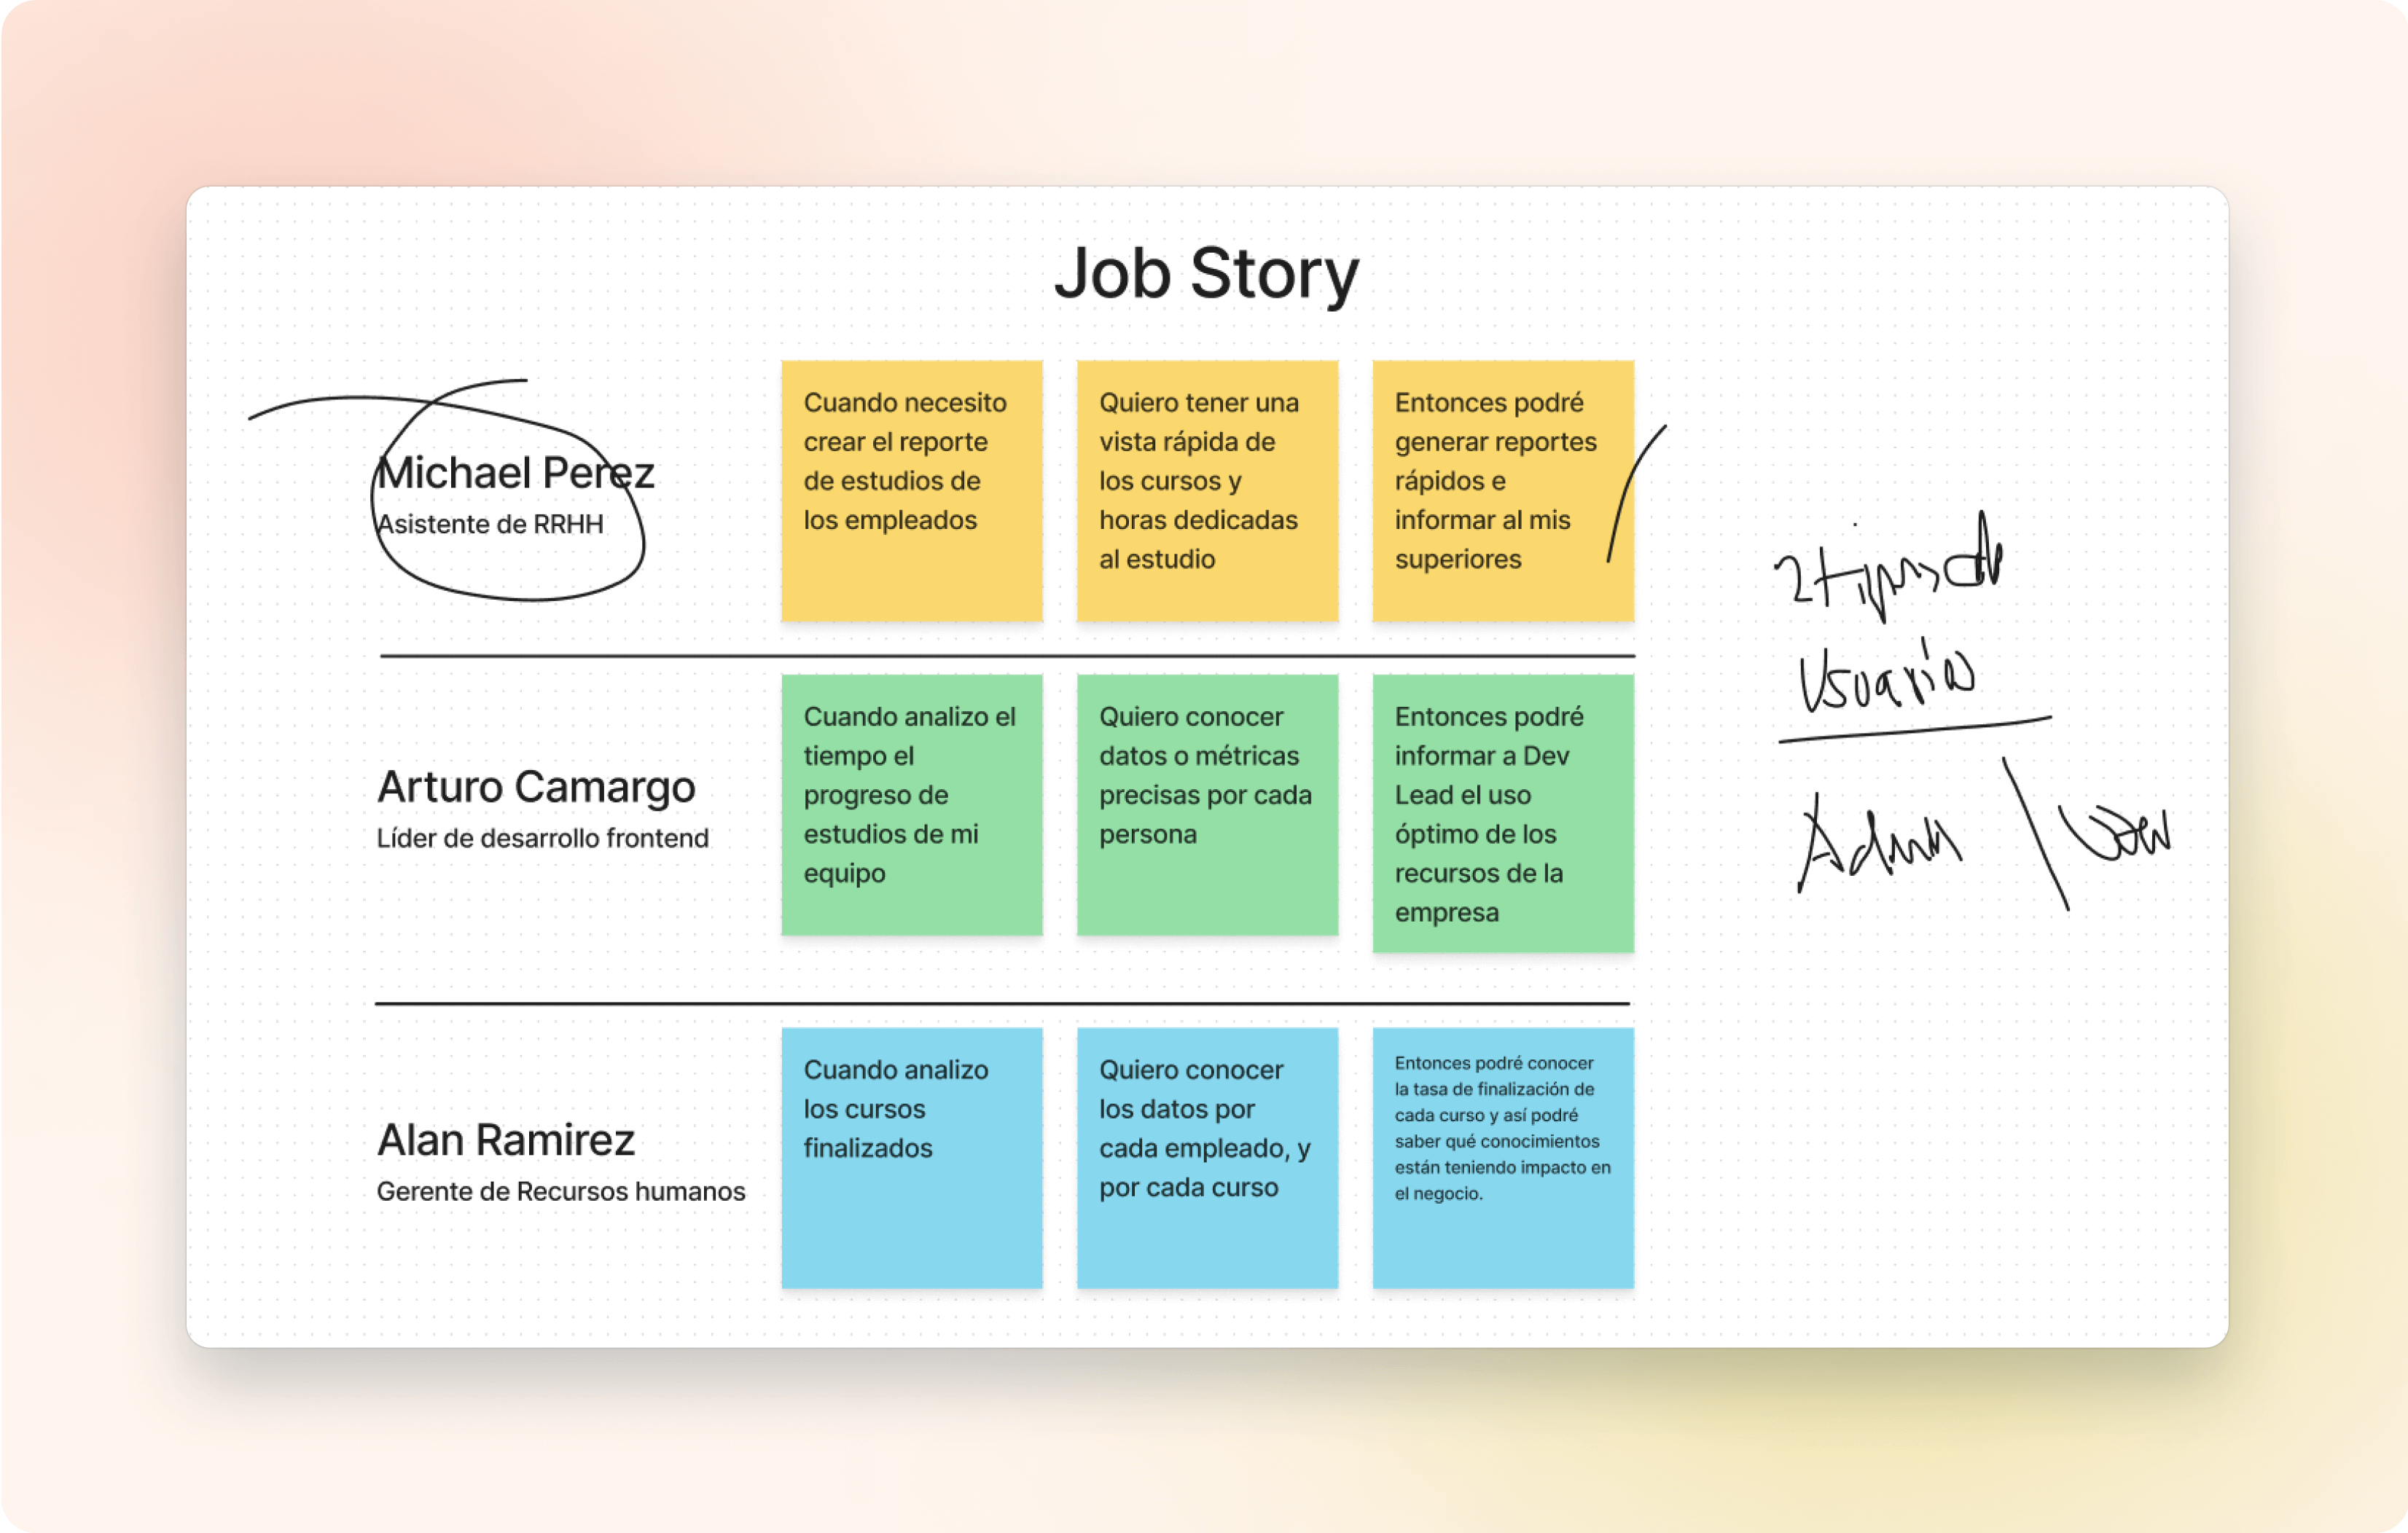 Job Story
Michael Perez
Asistente de RRHH
Cuando necesito
crear el reporte
de estudios de
los empleados
Quiero tener una
vista rápida de
los cursos y
horas dedicadas
al estudio
Entonces podré
generar reportes
rápidos e
informar al mis
superiores
Arturo Camargo
Líder de desarrollo frontend
Cuando analizo el
tiempo el
progreso de
estudios de mi
equipo
Quiero conocer
datos o métricas
precisas por cada
persona
Entonces podré
informar a Dev
Lead el uso
óptimo de los
recursos de la
empresa
Alan Ramirez
Gerente de Recursos humanos
Cuando analizo
los cursos
finalizados
Quiero conocer
los datos por
cada empleado, y
por cada curso
Entonces podré conocer
la tasa de finalización de
cada curso y así podré
saber qué conocimientos
están teniendo impacto en
el negocio.
2 tipos de
Usuarios
Admin / User